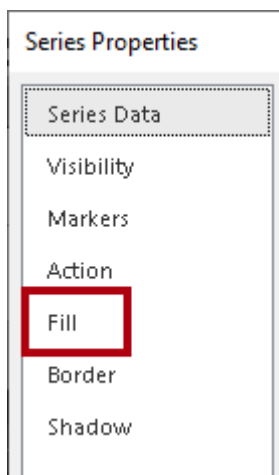 Series Properties
Series Data
Visibility
Markers
Action
Fill
Border
Shadow